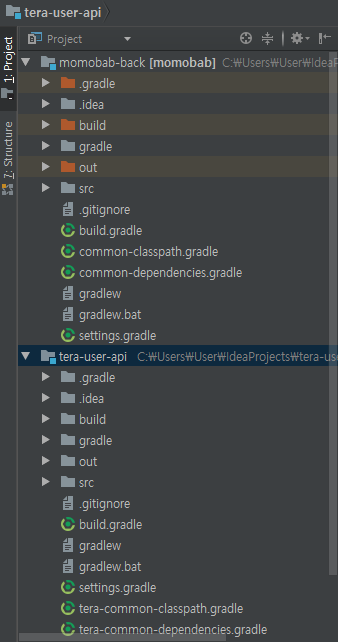 tera-user-api
1: Project
7: Structure
Project
momobab-back [momobab] C:₩Users₩User₩Idea
.gradle
.idea
build
gradle
out
src
.gitignore
build.gradle
common-classpath.gradle
common-dependencies.gradle
gradlew
gradlew.bat
settings.gradle
tera-user-api C:₩Users₩User₩IdeaProjects₩tera-use
.gradle
.idea
build
gradle
out
src
.gitignore
build.gradle
gradlew
gradlew.bat
settings.gradle
tera-common-classpath.gradle
tera-common-dependencies.gradle